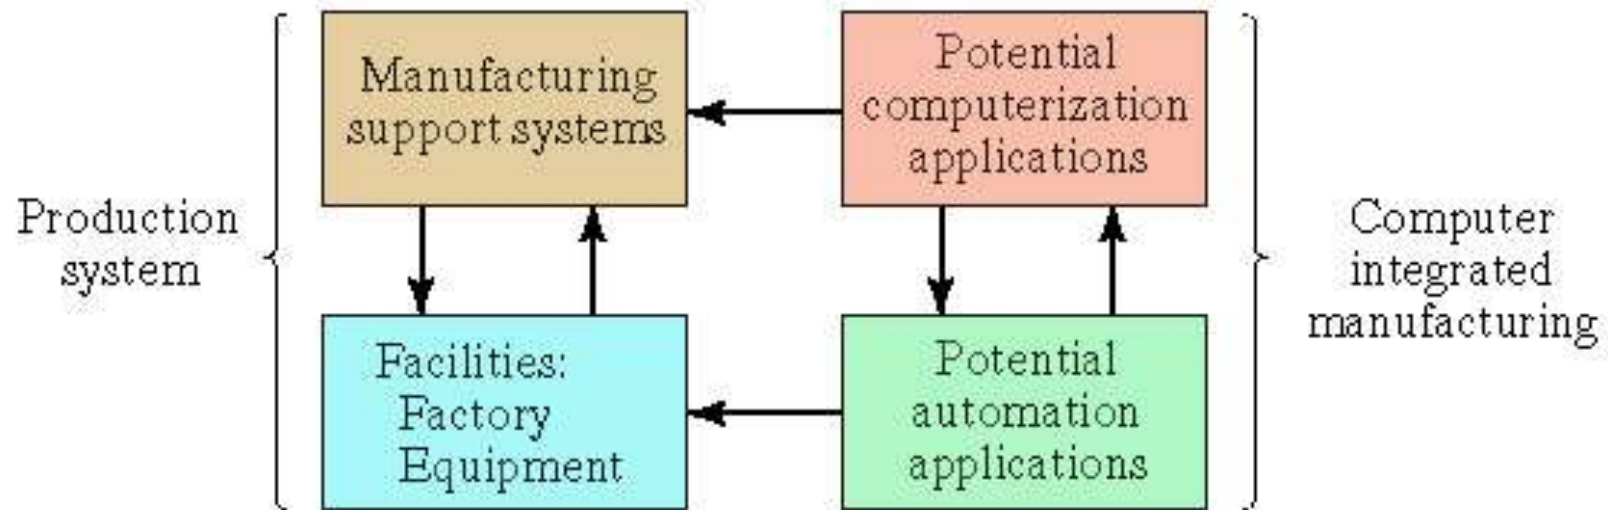 Production
system
Manufacturing
support systems
Potential
computerization
applications
Facilities:
Factory
Equipment
Potential
automation
applications
Computer
integrated
manufacturing